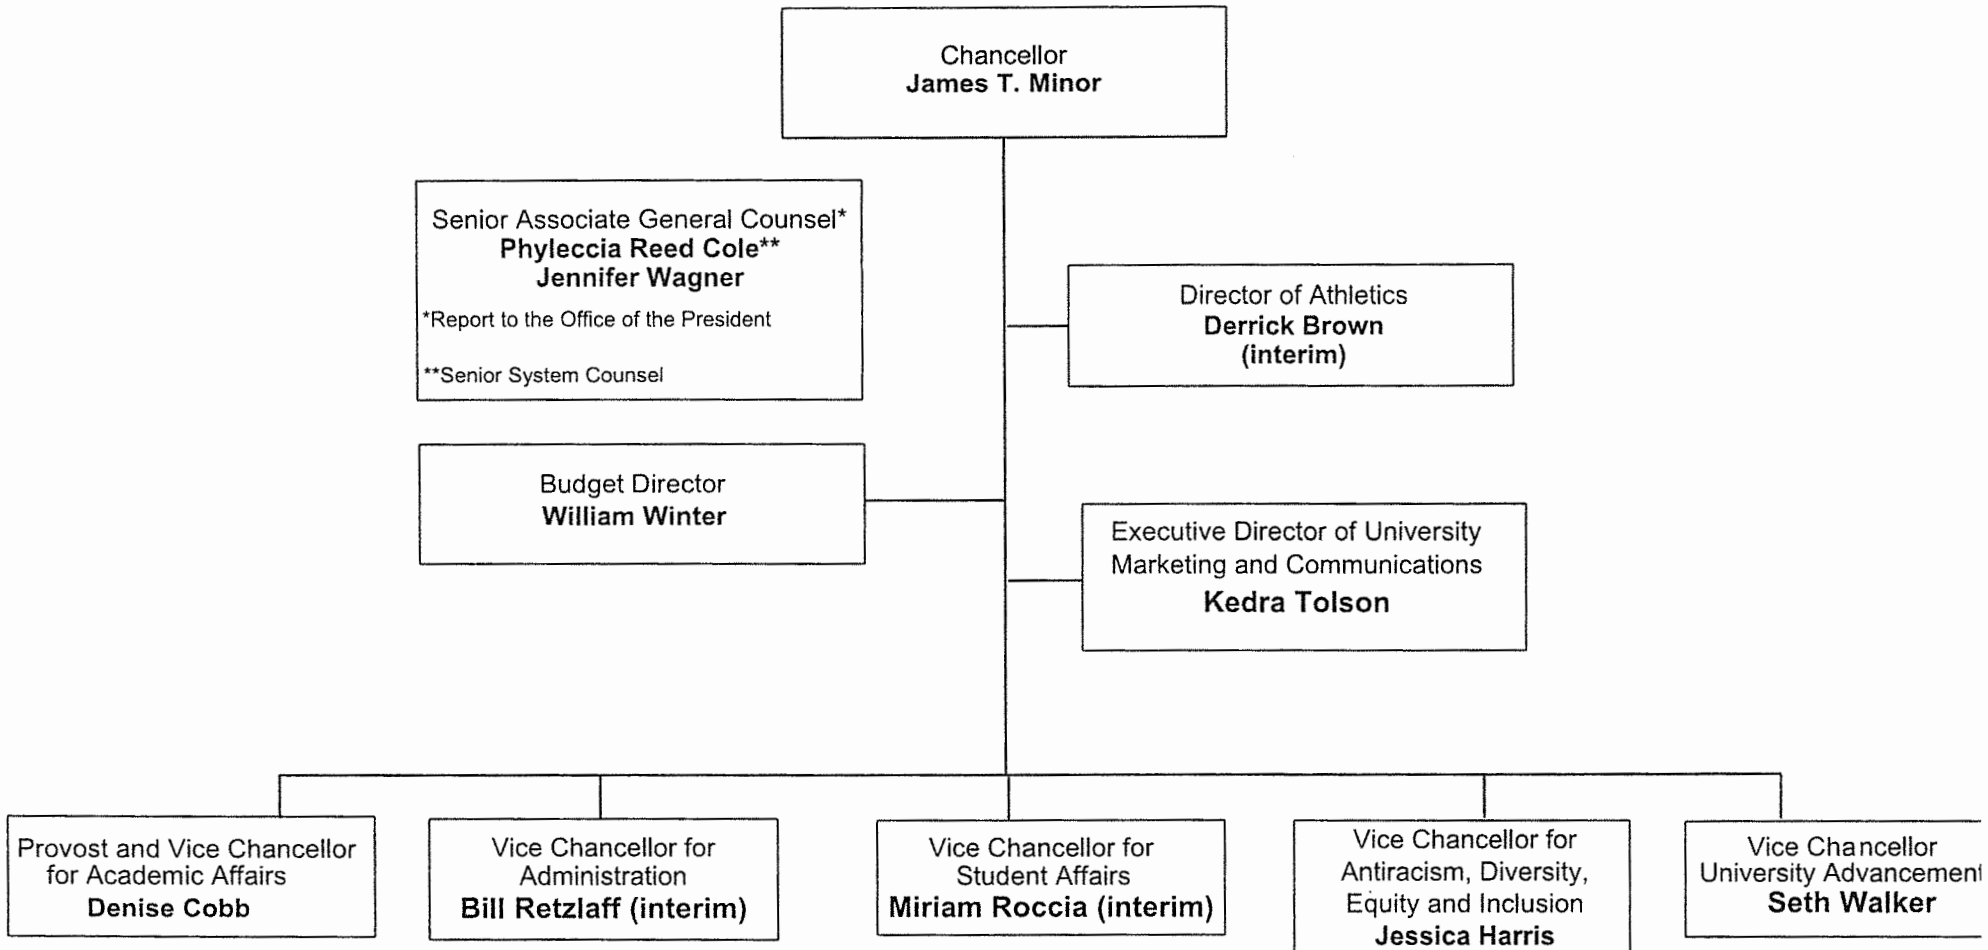 Chancellor
James T. Minor
Senior Associate General Counsel*
Phyleccia Reed Cole**
Jennifer Wagner
*Report to the Office of the President
**Senior System Counsel
Director of Athletics
Derrick Brown
(interim)
Budget Director
William Winter
Executive Director of University
Marketing and Communications
Kedra Tolson
Provost and Vice Chancellor
for Academic Affairs
Denise Cobb
Vice Chancellor for
Administration
Bill Retzlaff (interim)
Vice Chancellor for
Student Affairs
Miriam Roccia (interim)
Vice Chancellor for
Antiracism, Diversity,
Equity and Inclusion
Jessica Harris
Vice Chancellor
University Advancement
Seth Walker